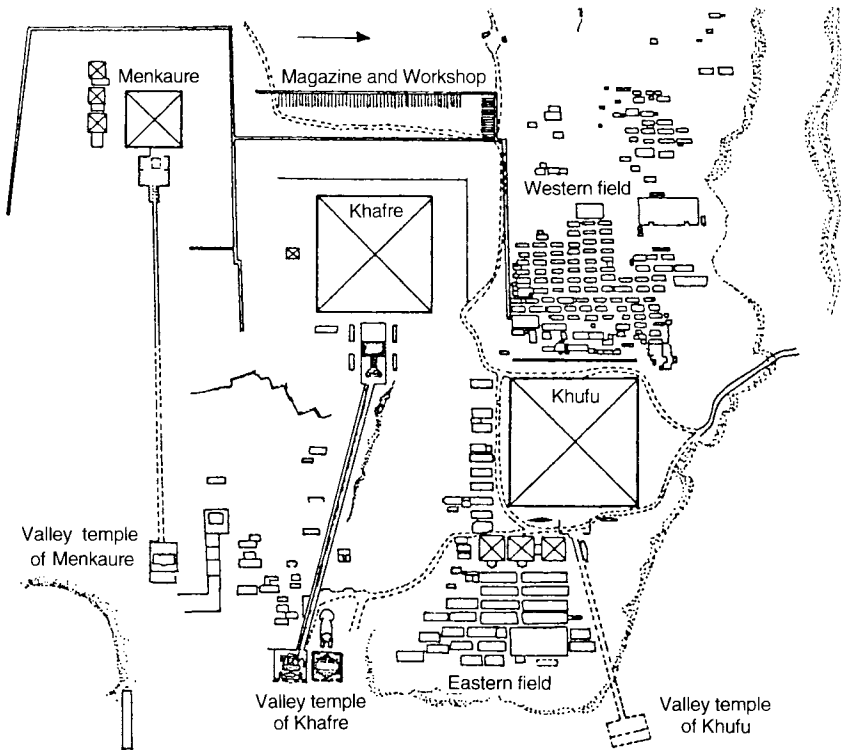 Menkaure
Magazine and Workshop
Western field
Khafre
Khufu
Valley temple
of Menkaure
Valley temple
of Khafre
Eastern field
Valley temple
of Khufu